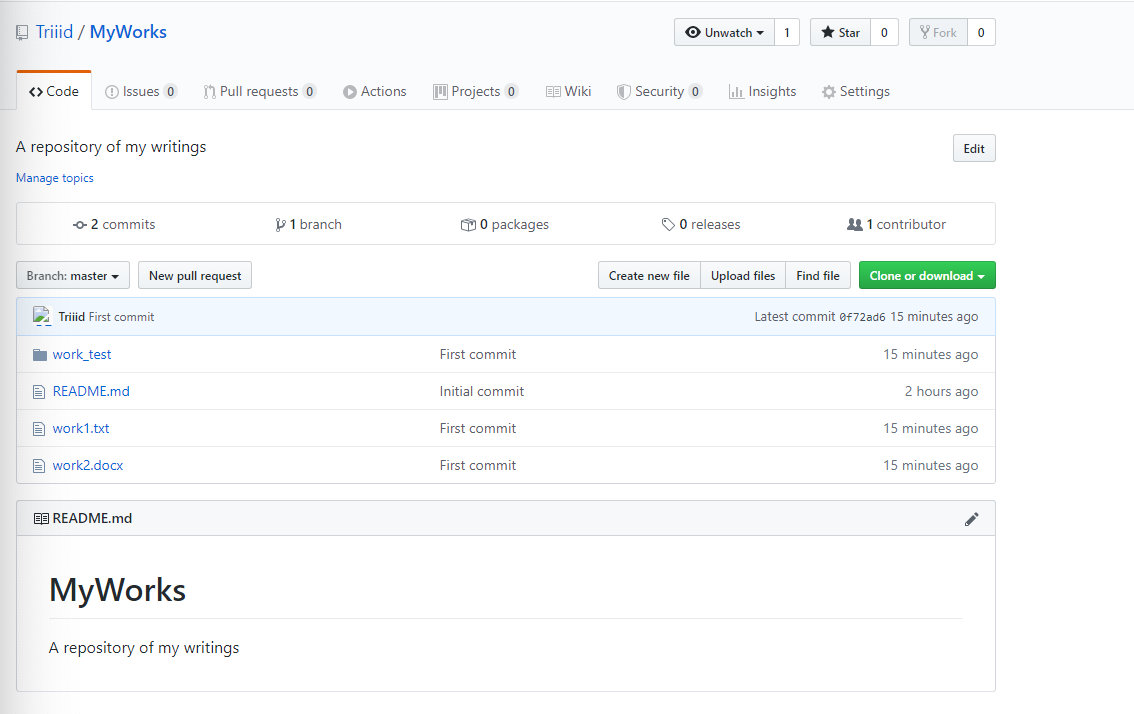 Triiid / MyWorks Unwatch 1 Star 0 Fork 0
Code Issues 0 Pull requests 0 Actions Projects 0 Wiki Security 0 Insights Settings
A repository of my writings Edit
Manage topics
2 commits 1 branch 0 packages 0 releases 1 contributor
Branch: master New pull request Create new file Upload files Find file Clone or download
Triiid First commit Latest commit 0f72ad6 15 minutes ago
work_test First commit 15 minutes ago
README.md Initial commit 2 hours ago
work1.txt First commit 15 minutes ago
work2.docx First commit 15 minutes ago
README.md
MyWorks
A repository of my writings